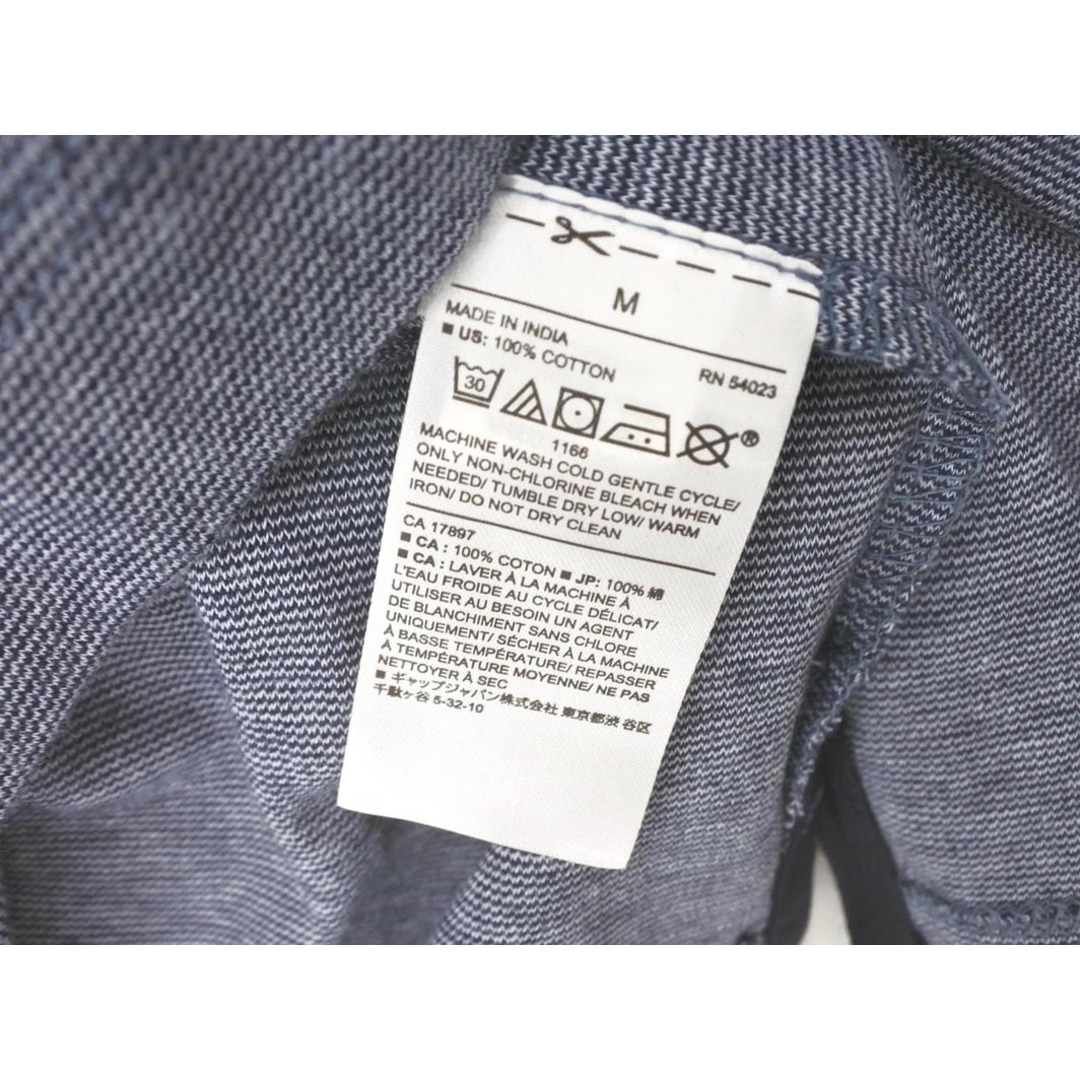 M
MADE IN INDIA
■ US: 100% COTTON RN 54023
30
1166 ®
MACHINE WASH COLD GENTLE CYCLE/
ONLY NON-CHLORINE BLEACH WHEN
NEEDED/ TUMBLE DRY LOW/ WARM
IRON/ DO NOT DRY CLEAN
CA 17897
■ CA : 100% COTON ■ JP: 100% 綿
■ CA : LAVER À LA MACHINE À
L'EAU FROIDE AU CYCLE DÉLICAT/
UTILISER AU BESOIN UN AGENT
DE BLANCHIMENT SANS CHLORE
UNIQUEMENT/ SÉCHER À LA MACHINE
À BASSE TEMPÉRATURE/ REPASSER
À TEMPÉRATURE MOYENNE/ NE PAS
NETTOYER À SEC
■ ギャップジャパン株式会社 東京都渋谷区
千駄ヶ谷 5-32-10